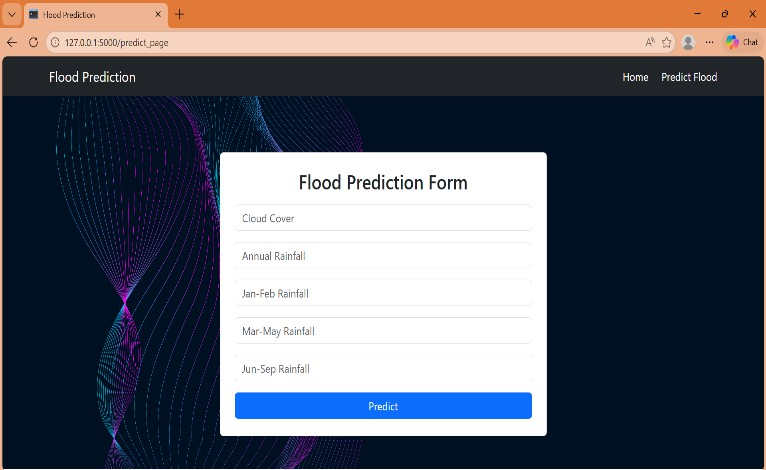 Flood Prediction
127.0.0.1:5000/predict_page
Chat
Flood Prediction
Home
Predict Flood
Flood Prediction Form
Cloud Cover
Annual Rainfall
Jan-Feb Rainfall
Mar-May Rainfall
Jun-Sep Rainfall
Predict